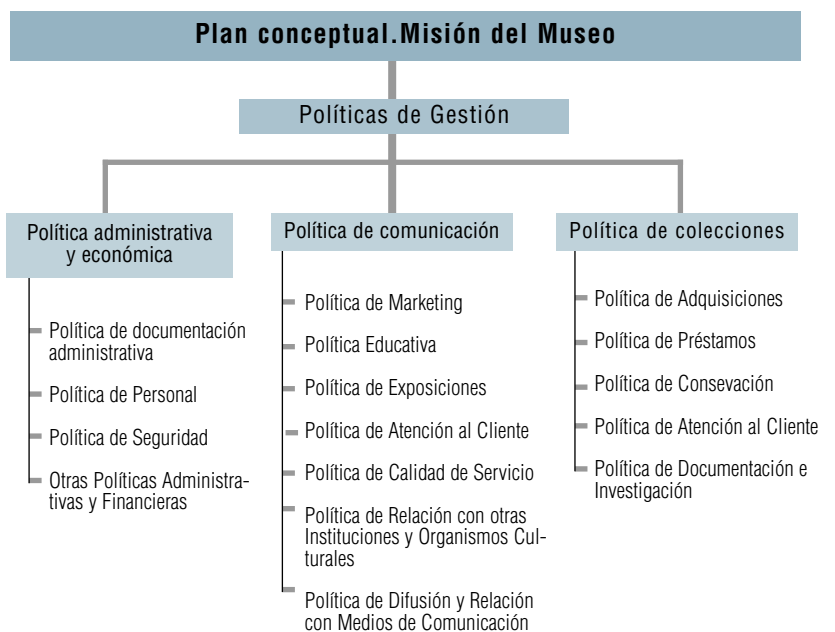 Plan conceptual.Misión del Museo
Políticas de Gestión
Política administrativa
y económica
Política de documentación
administrativa
Política de Personal
Política de Seguridad
Otras Políticas Administra-
tivas y Financieras
Política de comunicación
Política de Marketing
Política Educativa
Política de Exposiciones
Política de Atención al Cliente
Política de Calidad de Servicio
Política de Relación con otras
Instituciones y Organismos Cul-
turales
Política de Difusión y Relación
con Medios de Comunicación
Política de colecciones
Política de Adquisiciones
Política de Préstamos
Política de Consevación
Política de Atención al Cliente
Política de Documentación e
Investigación